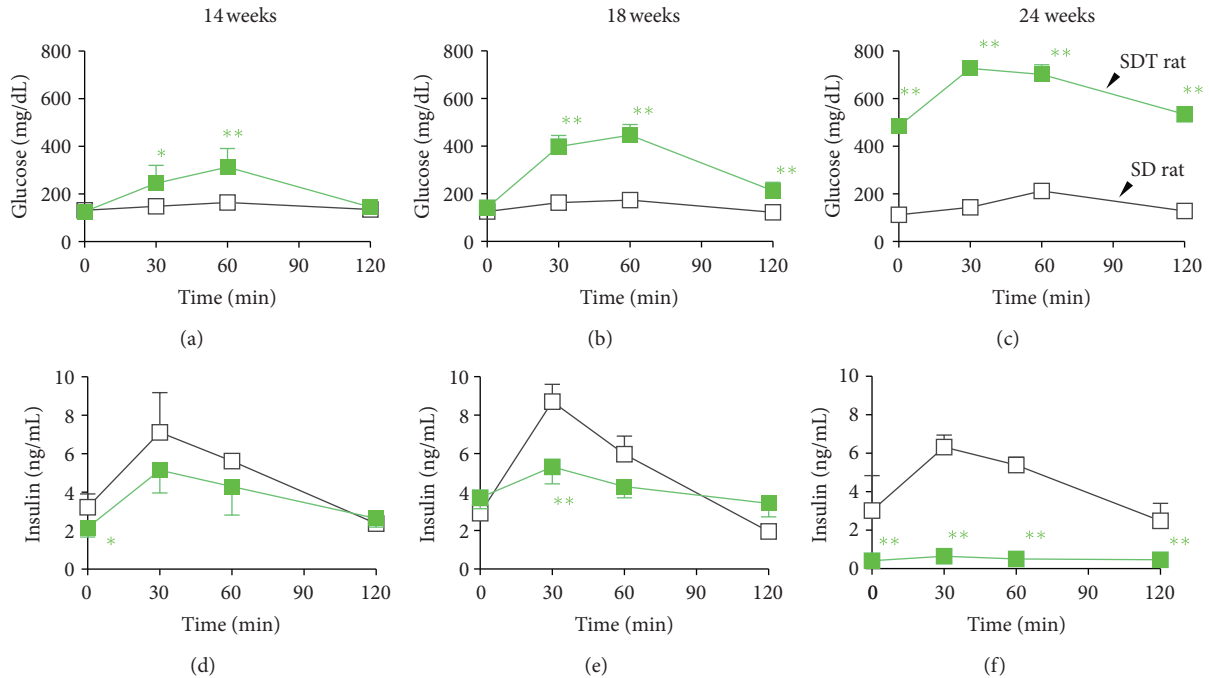 14 weeks
18 weeks
24 weeks
Glucose (mg/dL)
800
600
400
200
0
*
**
0 30 60 90 120
Time (min)
(a)
Glucose (mg/dL)
800
600
400
200
0
**
**
**
0 30 60 90 120
Time (min)
(b)
Glucose (mg/dL)
800
600
400
200
0
**
**
**
**
SDT rat
SD rat
0 30 60 90 120
Time (min)
(c)
Insulin (ng/mL)
10
8
6
4
2
0
*
0 30 60 90 120
Time (min)
(d)
Insulin (ng/mL)
10
8
6
4
2
0
**
0 30 60 90 120
Time (min)
(e)
Insulin (ng/mL)
10
8
6
4
2
0
**
**
**
**
0 30 60 90 120
Time (min)
(f)